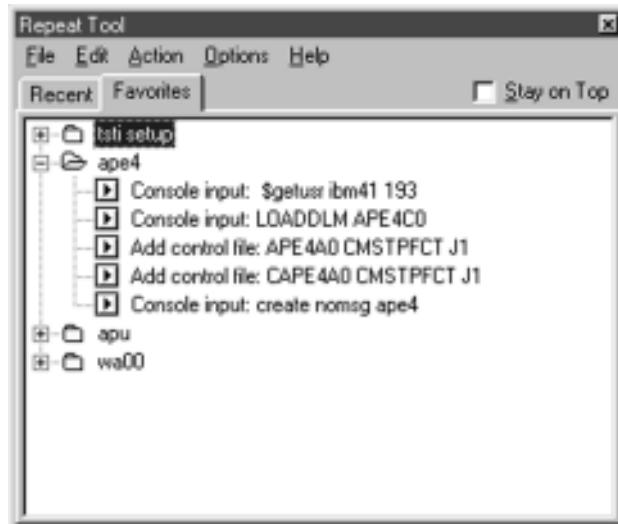 Repeat Tool
File Edit Action Options Help
Recent Favorites Stay on Top
tsti setup
ape4
Console input: $getusr ibm41 193
Console input: LOADDLM APE4C0
Add control file: APE4A0 CMSTPFCT J1
Add control file: CAPE4A0 CMSTPFCT J1
Console input: create nomsg ape4
apu
wa00